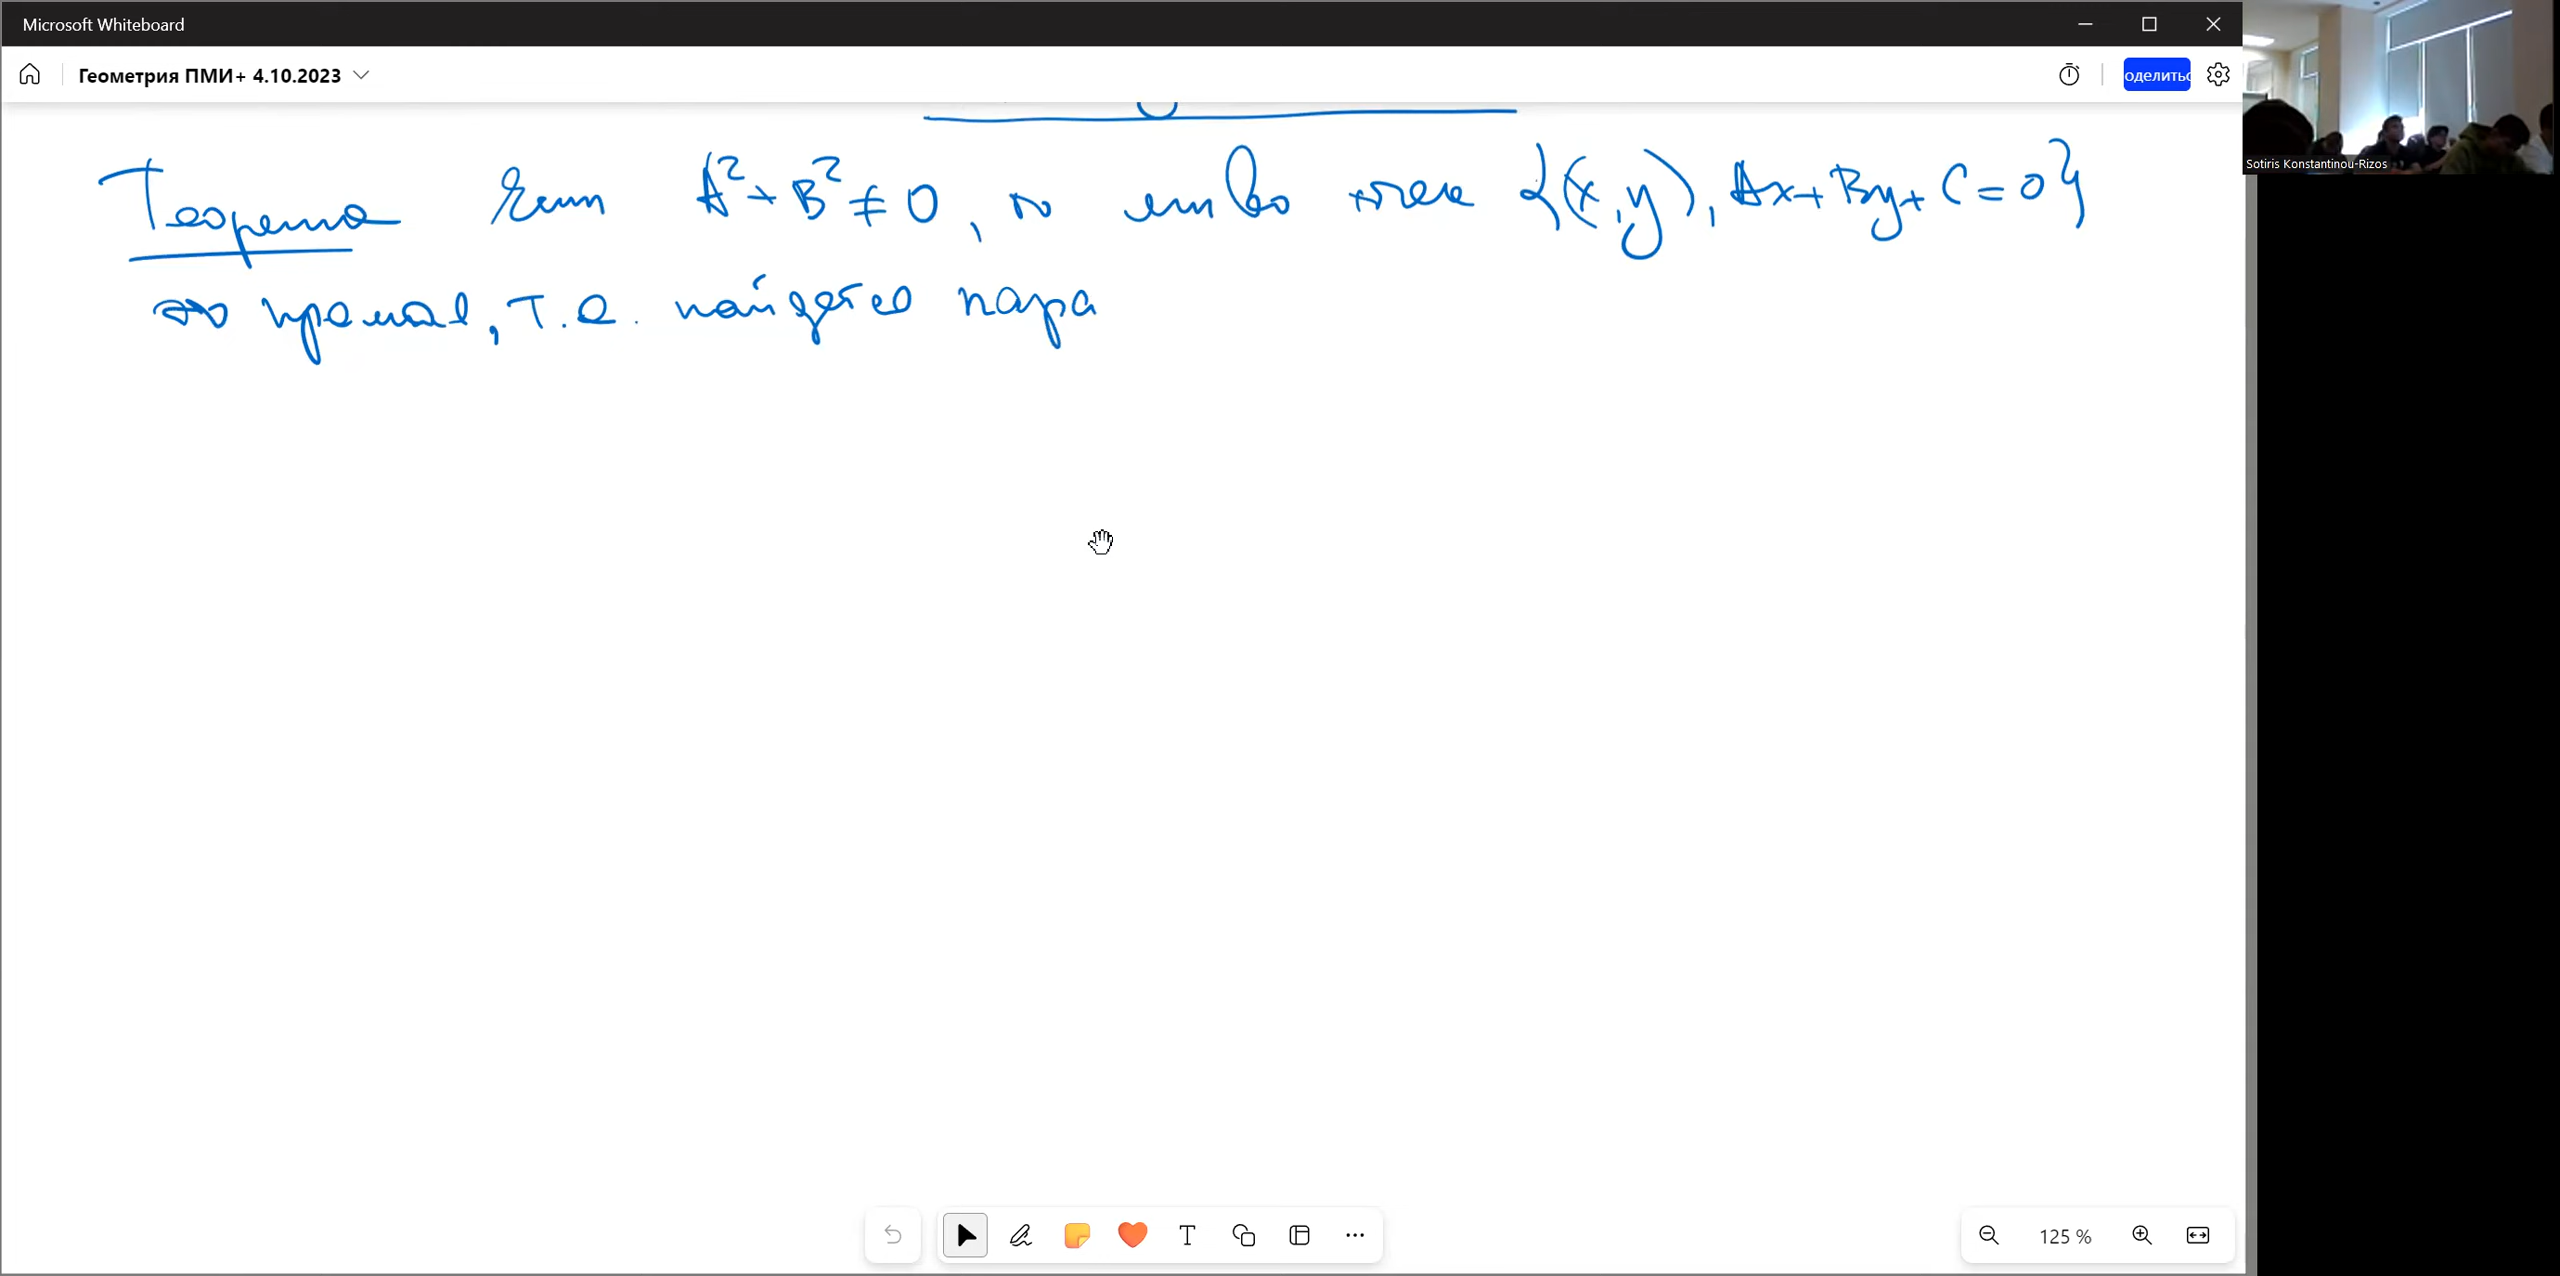 Microsoft Whiteboard
Геометрия ПМИ+ 4.10.2023
оделитьс
Sotiris Konstantinou-Rizos
Теорема Если A² + B² ≠ 0, то мн-во точек {(x,y), Ax+By+C=0}
это прямая, т.е. найдется пара
125 %